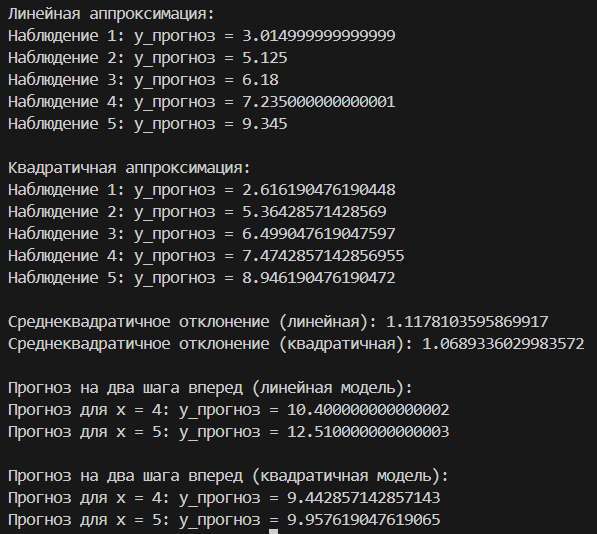 Линейная аппроксимация:
Наблюдение 1: y_прогноз = 3.014999999999999
Наблюдение 2: y_прогноз = 5.125
Наблюдение 3: y_прогноз = 6.18
Наблюдение 4: y_прогноз = 7.235000000000001
Наблюдение 5: y_прогноз = 9.345
Квадратичная аппроксимация:
Наблюдение 1: y_прогноз = 2.616190476190448
Наблюдение 2: y_прогноз = 5.36428571428569
Наблюдение 3: y_прогноз = 6.499047619047597
Наблюдение 4: y_прогноз = 7.4742857142856955
Наблюдение 5: y_прогноз = 8.946190476190472
Среднеквадратичное отклонение (линейная): 1.1178103595869917
Среднеквадратичное отклонение (квадратичная): 1.0689336029983572
Прогноз на два шага вперед (линейная модель):
Прогноз для x = 4: y_прогноз = 10.400000000000002
Прогноз для x = 5: y_прогноз = 12.510000000000003
Прогноз на два шага вперед (квадратичная модель):
Прогноз для x = 4: y_прогноз = 9.442857142857143
Прогноз для x = 5: y_прогноз = 9.957619047619065